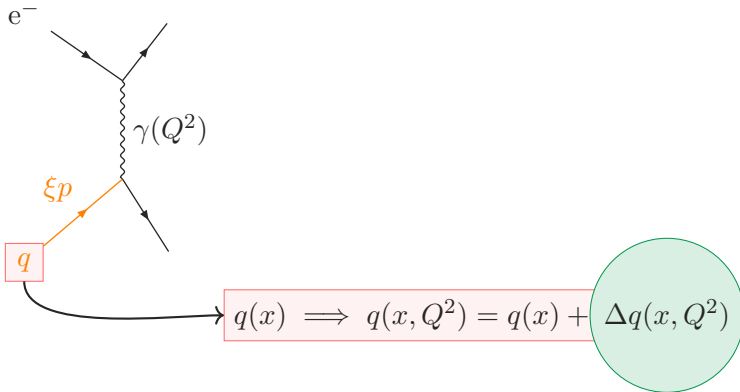 e⁻
γ(Q²)
ξp
q
q(x) ⟹ q(x, Q²) = q(x) + Δq(x, Q²)